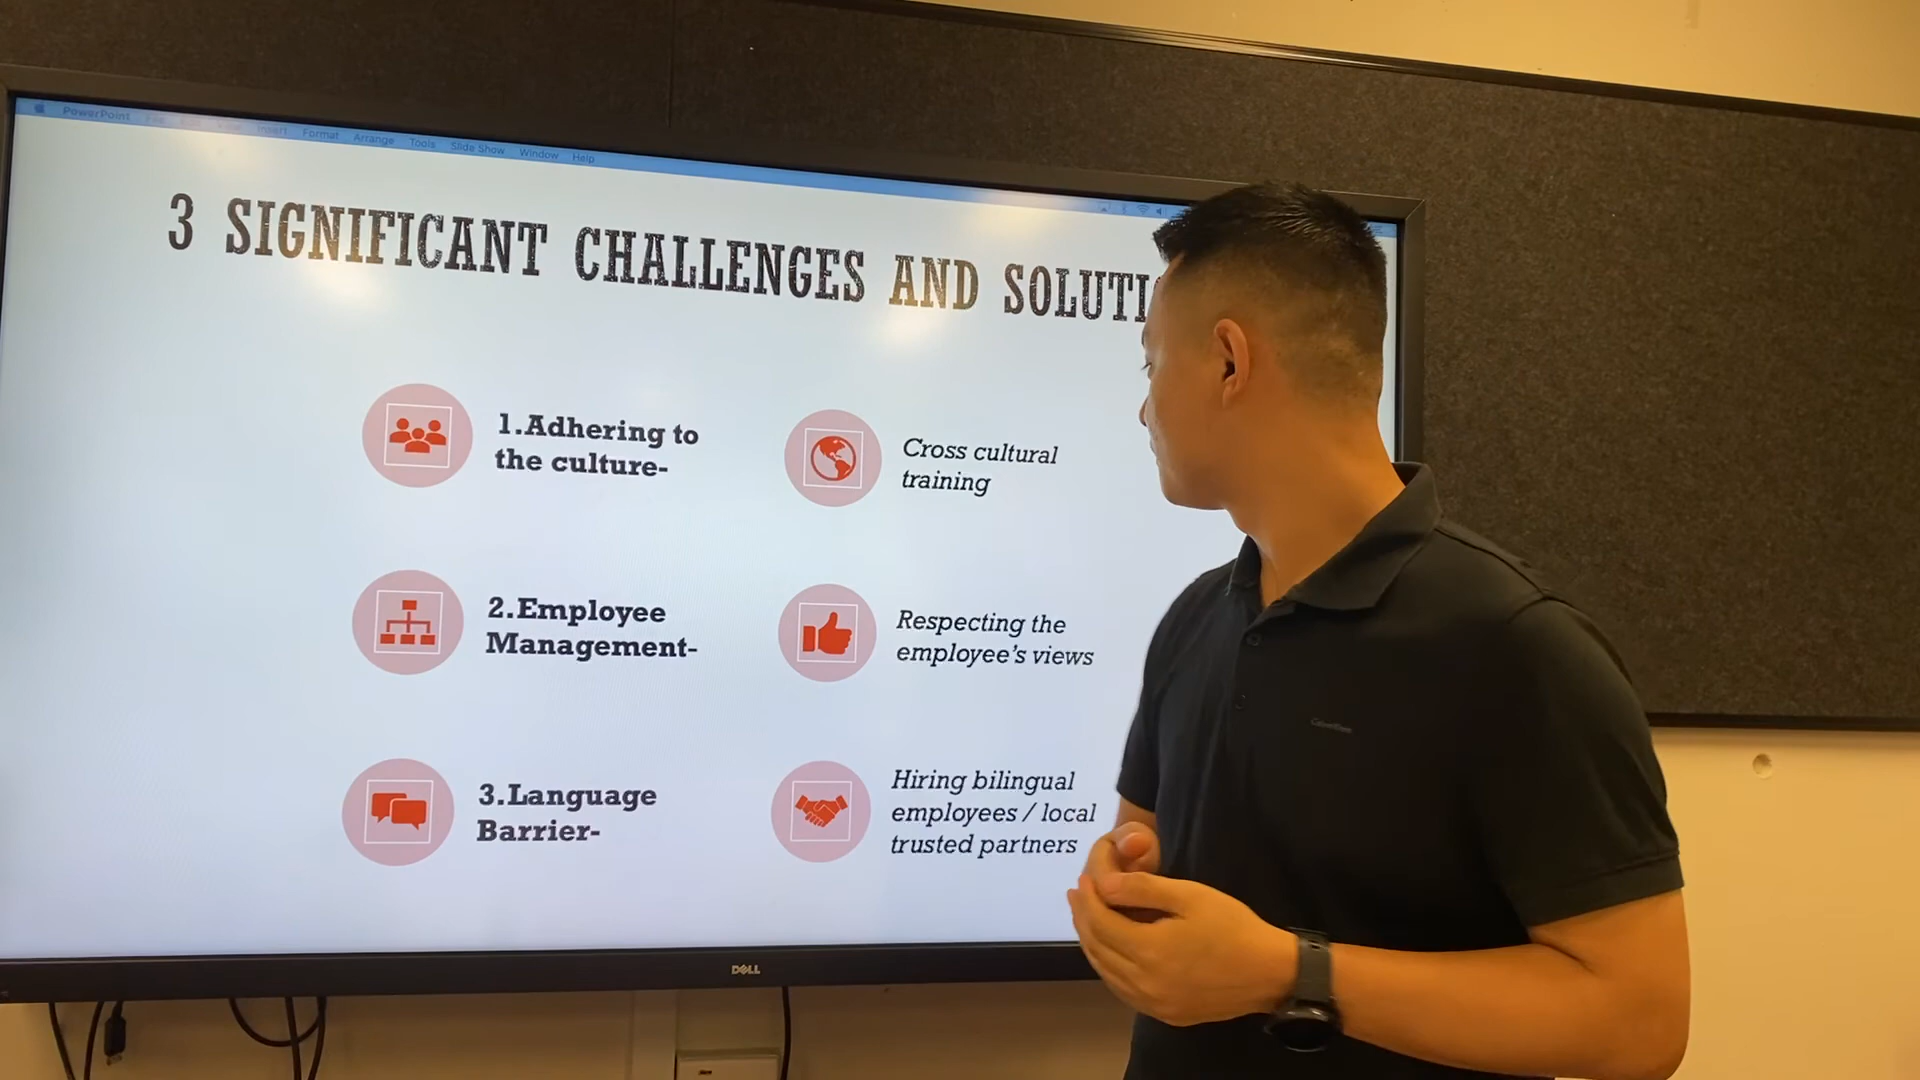 PowerPoint Insert Format Arrange Tools Slide Show Window Help
3 SIGNIFICANT CHALLENGES AND SOLUTI
1.Adhering to
the culture-
Cross cultural
training
2.Employee
Management-
Respecting the
employee's views
3.Language
Barrier-
Hiring bilingual
employees / local
trusted partners
DELL